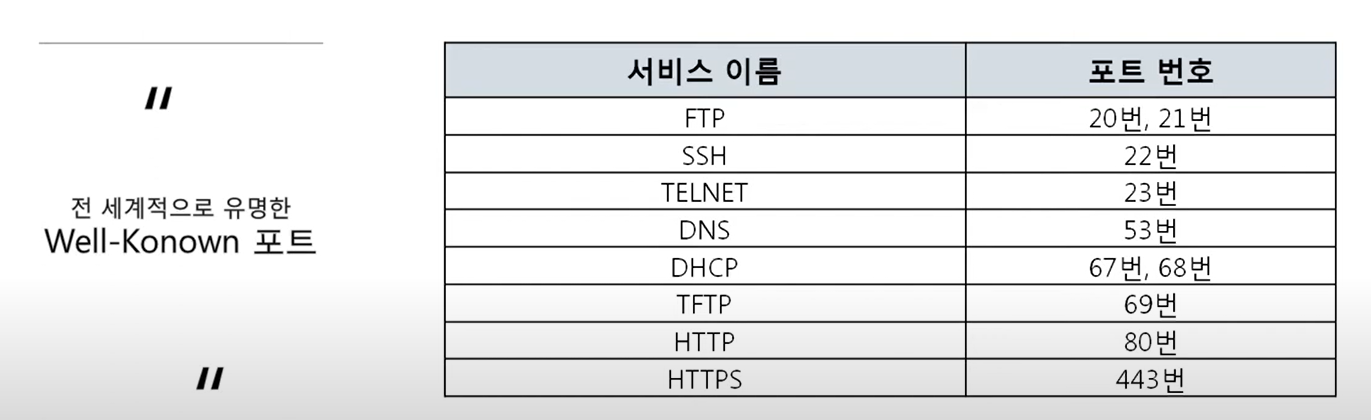 "
전 세계적으로 유명한
Well-Konown 포트
"
서비스 이름 포트 번호
FTP 20번, 21번
SSH 22번
TELNET 23번
DNS 53번
DHCP 67번, 68번
TFTP 69번
HTTP 80번
HTTPS 443번